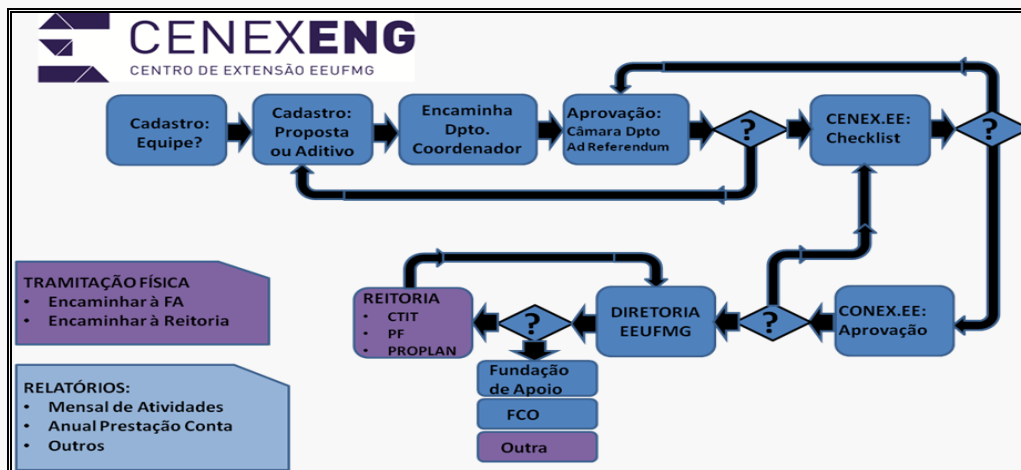 CENEXENG
CENTRO DE EXTENSÃO EEUFMG
Cadastro:
Equipe?
Cadastro:
Proposta
ou Aditivo
Encaminha
Dpto.
Coordenador
Aprovação:
Câmara Dpto
Ad Referendum
?
CENEX.EE:
Checklist
?
TRAMITAÇÃO FÍSICA
• Encaminhar à FA
• Encaminhar à Reitoria
REITORIA
• CTIT
• PF
• PROPLAN
?
DIRETORIA
EEUFMG
?
CONEX.EE:
Aprovação
Fundação
de Apoio
FCO
Outra
RELATÓRIOS:
• Mensal de Atividades
• Anual Prestação Conta
• Outros